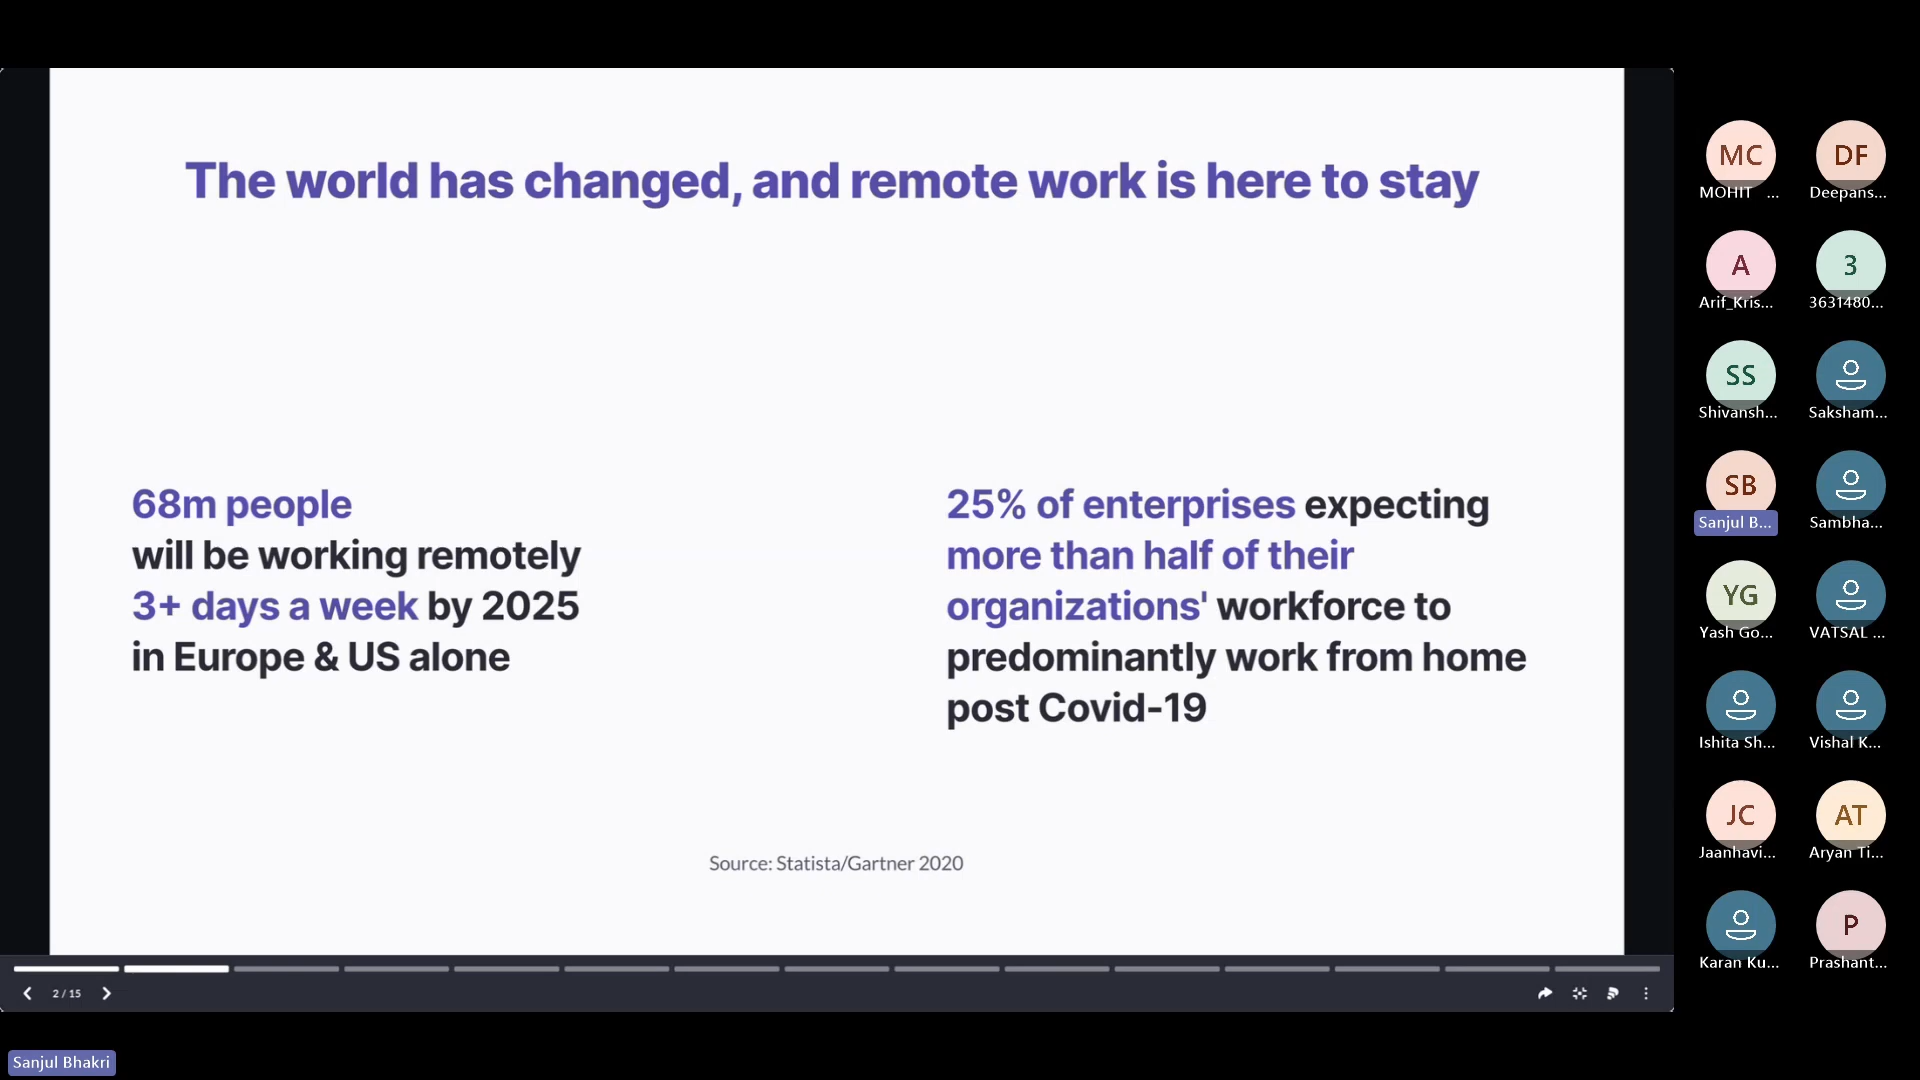 The world has changed, and remote work is here to stay
68m people
will be working remotely
3+ days a week by 2025
in Europe & US alone
25% of enterprises expecting
more than half of their
organizations' workforce to
predominantly work from home
post Covid-19
Source: Statista/Gartner 2020
2 / 15
Sanjul Bhakri
MC
MOHIT ...
DF
Deepans...
A
Arif_Kris...
3
3631480...
SS
Shivansh...
Saksham...
SB
Sanjul B...
Sambha...
YG
Yash Go...
VATSAL ...
Ishita Sh...
Vishal K...
JC
Jaanhavi...
AT
Aryan Ti...
Karan Ku...
P
Prashant...